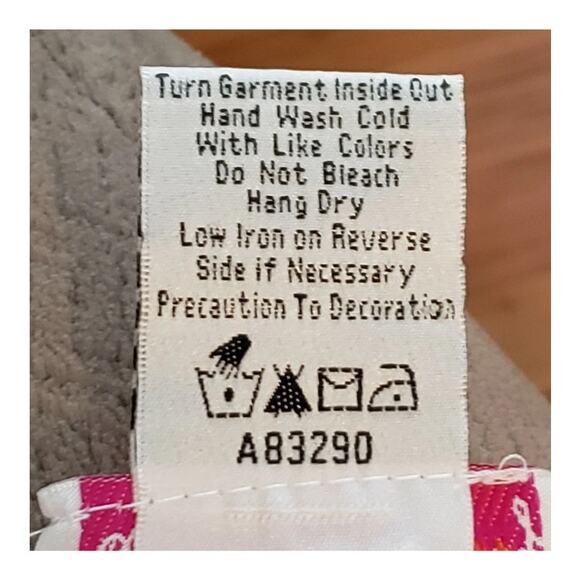 Turn Garment Inside Out
Hand Wash Cold
With Like Colors
Do Not Bleach
Hang Dry
Low Iron on Reverse
Side if Necessary
Precaution To Decoration
A83290